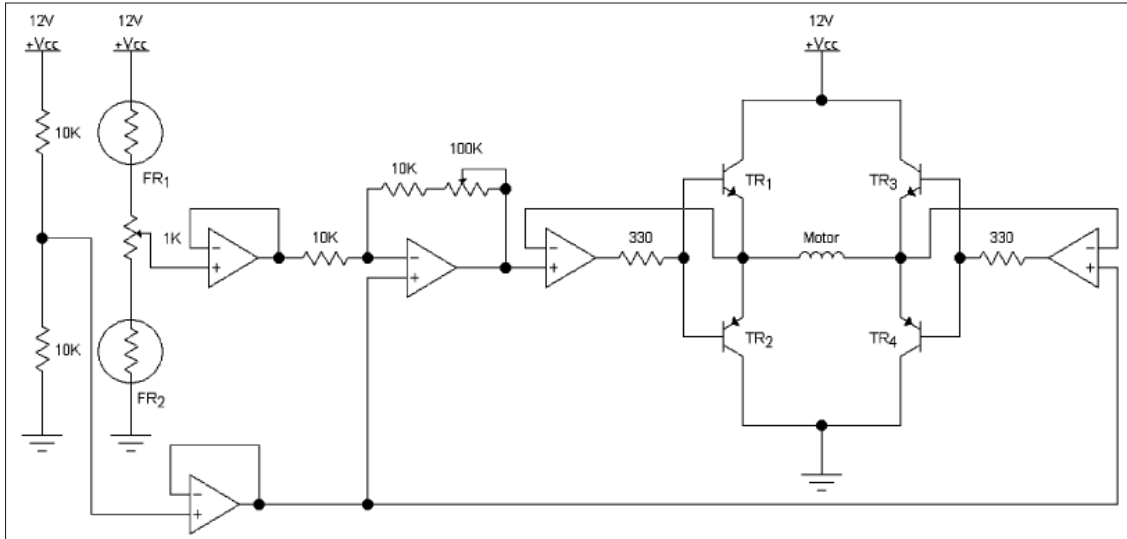 12V
+Vcc
12V
+Vcc
12V
+Vcc
10K
FR1
100K
10K
TR1
TR3
1K
10K
330
Motor
330
10K
TR2
TR4
FR2
−
+
−
+
−
+
−
+
−
+